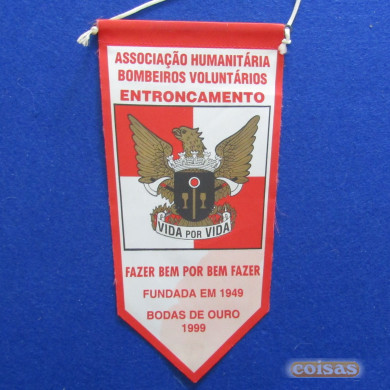 ASSOCIAÇÃO HUMANITÁRIA
BOMBEIROS VOLUNTÁRIOS
ENTRONCAMENTO
VIDA POR VIDA
FAZER BEM POR BEM FAZER
FUNDADA EM 1949
BODAS DE OURO
1999
coisas